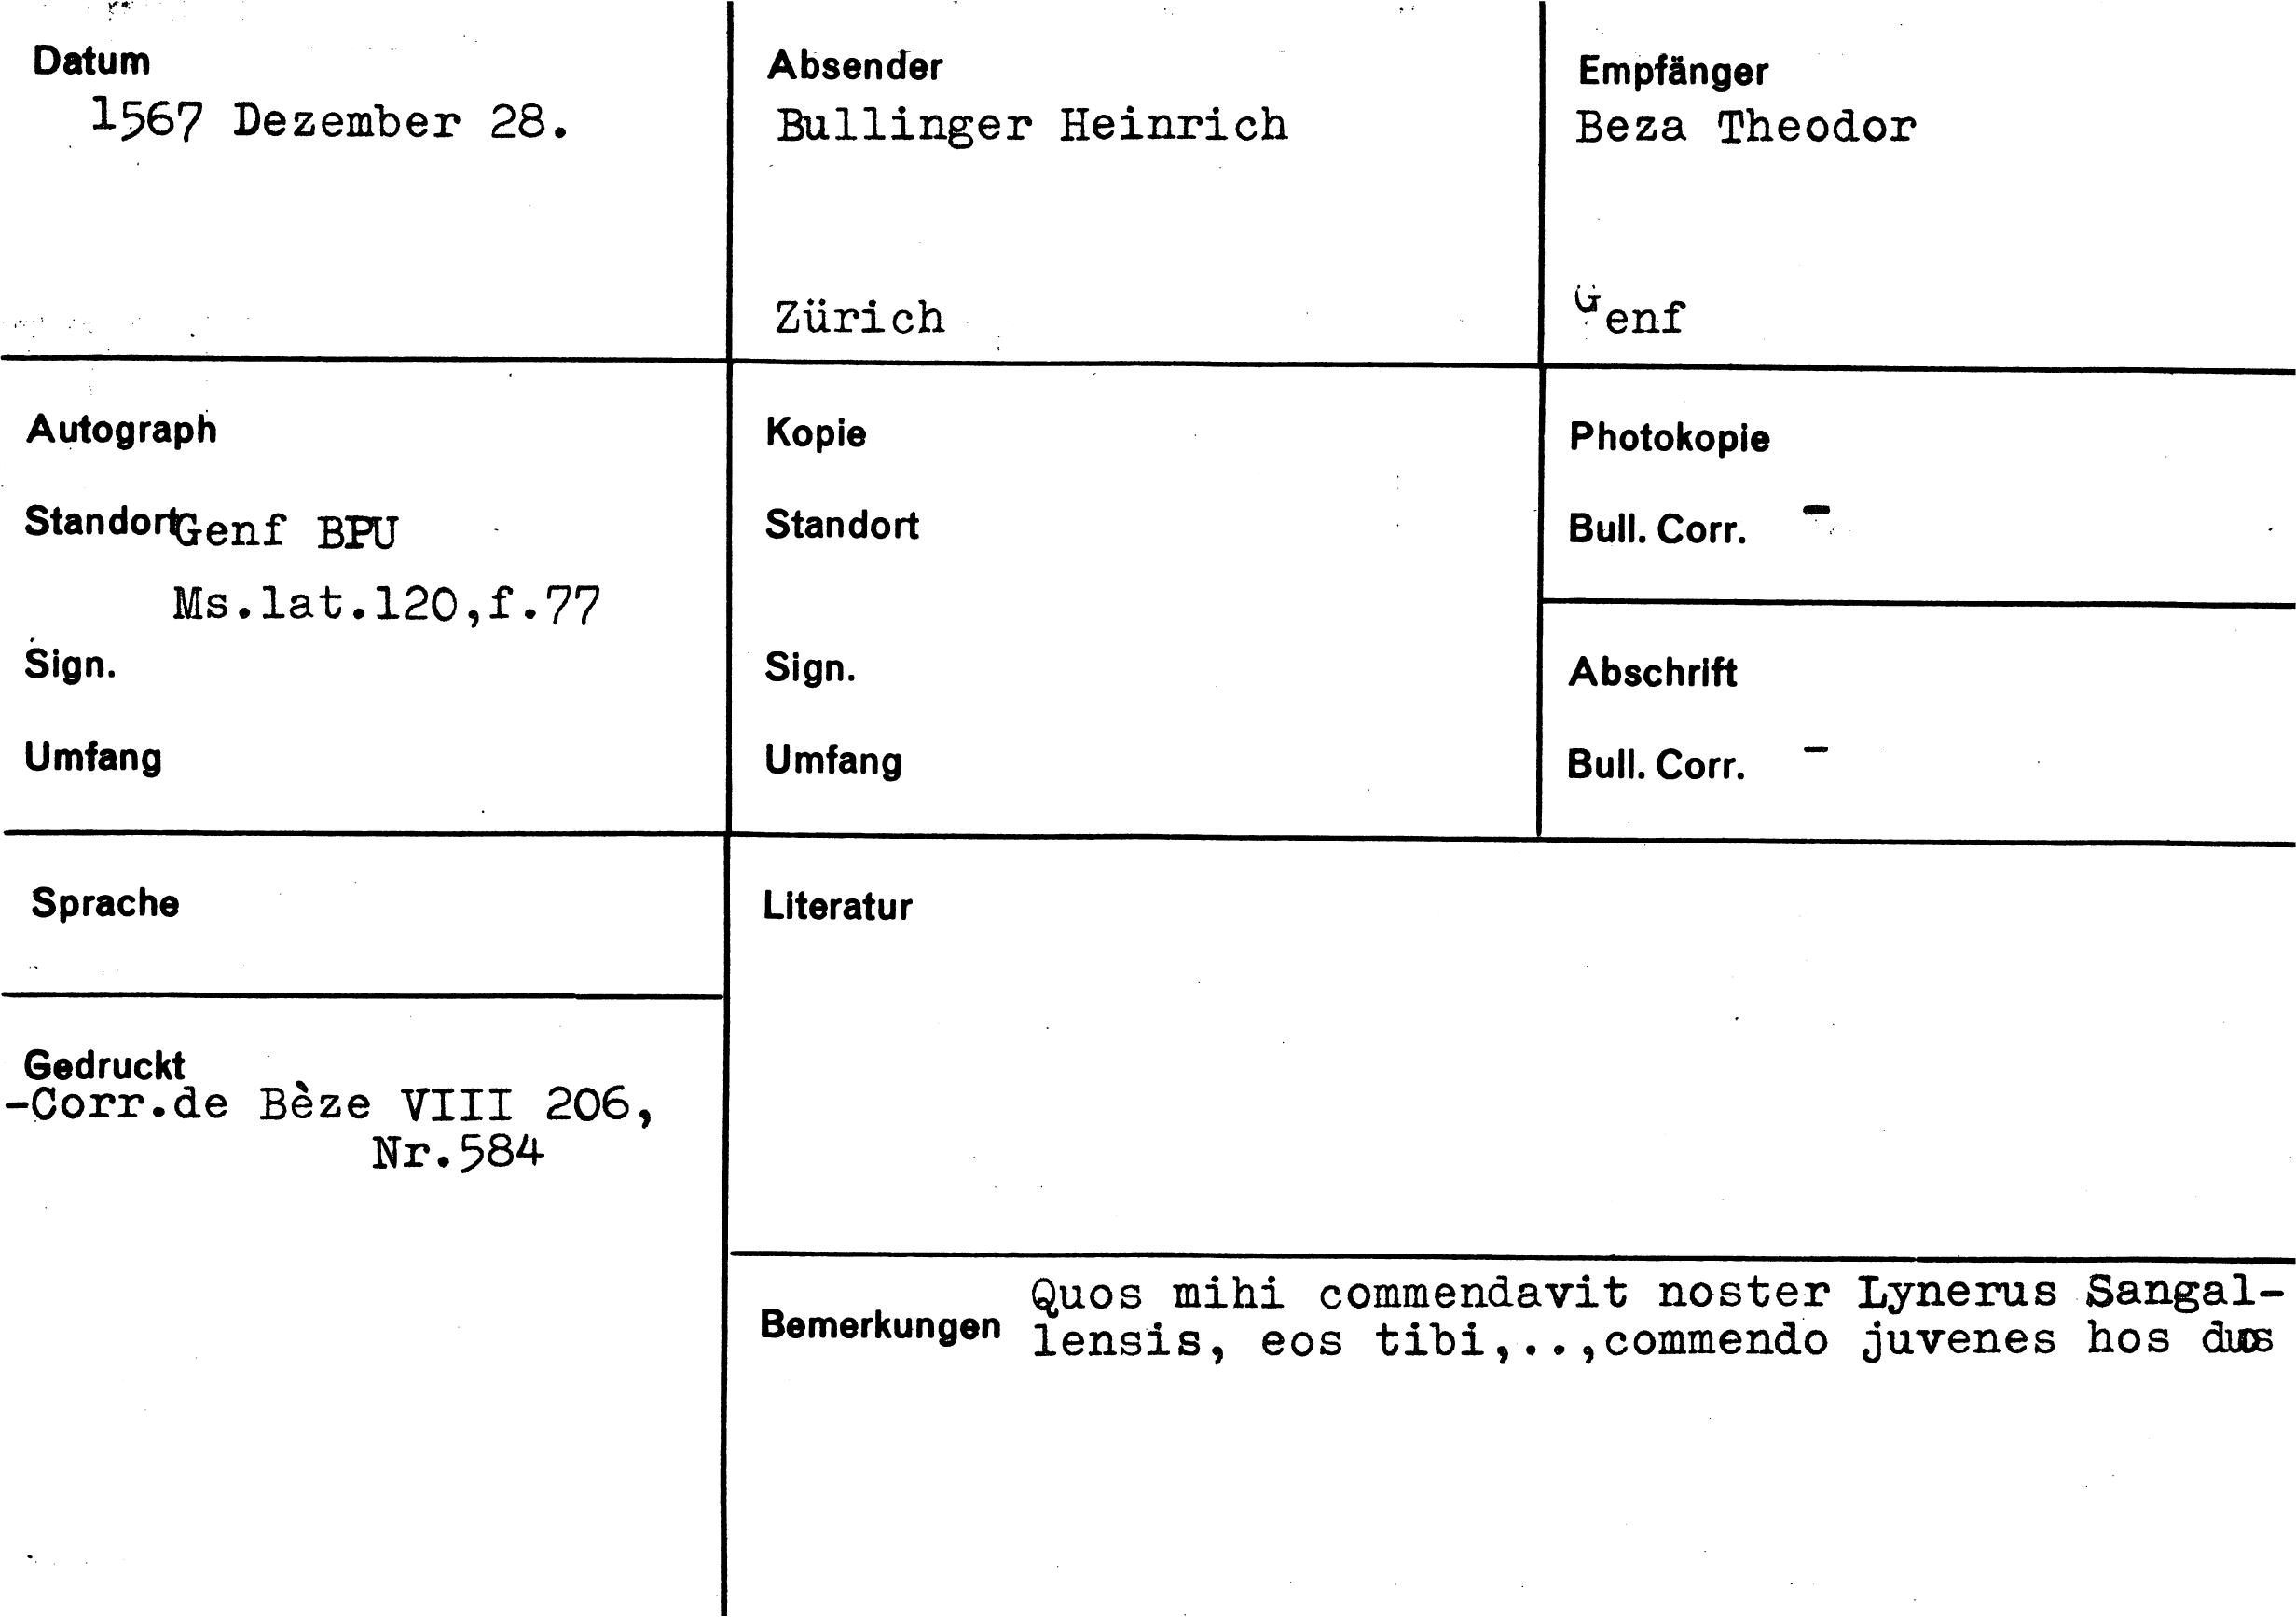 Datum
1567 Dezember 28.
Absender
Bullinger Heinrich
Zürich
Empfänger
Beza Theodor
Genf
Autograph
Standort Genf BPU
Ms.lat.120,f.77
Sign.
Umfang
Kopie
Standort
Sign.
Umfang
Photokopie
Bull. Corr. -
Abschrift
Bull. Corr. -
Sprache
Gedruckt
-Corr.de Bèze VIII 206,
Nr.584
Literatur
Bemerkungen
Quos mihi commendavit noster Lynerus Sangal-
lensis, eos tibi,..,commendo juvenes hos duos